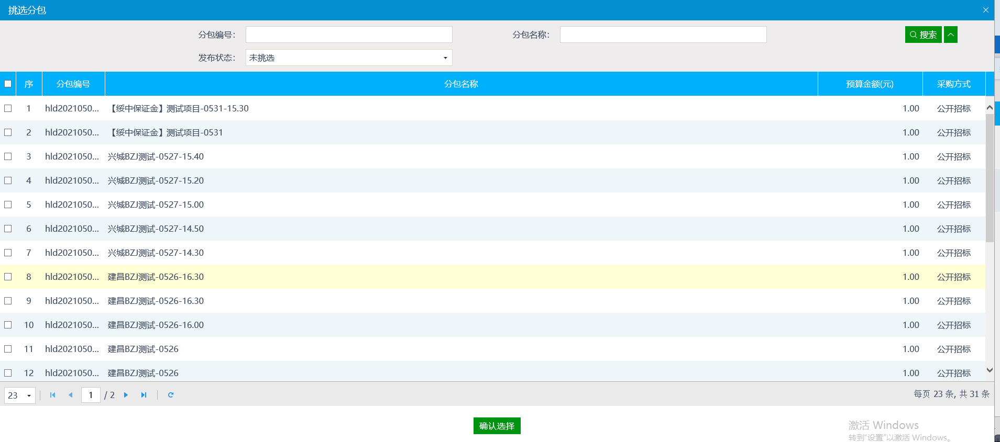 挑选分包
分包编号： 分包名称： 搜索
发布状态： 未挑选
序 分包编号 分包名称 预算金额(元) 采购方式
1 hld2021050... 【绥中保证金】测试项目-0531-15.30 1.00 公开招标
2 hld2021050... 【绥中保证金】测试项目-0531 1.00 公开招标
3 hld2021050... 兴城BZJ测试-0527-15.40 1.00 公开招标
4 hld2021050... 兴城BZJ测试-0527-15.20 1.00 公开招标
5 hld2021050... 兴城BZJ测试-0527-15.00 1.00 公开招标
6 hld2021050... 兴城BZJ测试-0527-14.50 1.00 公开招标
7 hld2021050... 兴城BZJ测试-0527-14.30 1.00 公开招标
8 hld2021050... 建昌BZJ测试-0526-16.30 1.00 公开招标
9 hld2021050... 建昌BZJ测试-0526-16.30 1.00 公开招标
10 hld2021050... 建昌BZJ测试-0526-16.00 1.00 公开招标
11 hld2021050... 建昌BZJ测试-0526 1.00 公开招标
12 hld2021050... 建昌BZJ测试-0526 1.00 公开招标
23 1 / 2 每页 23 条, 共 31 条
确认选择
激活 Windows
转到"设置"以激活 Windows。